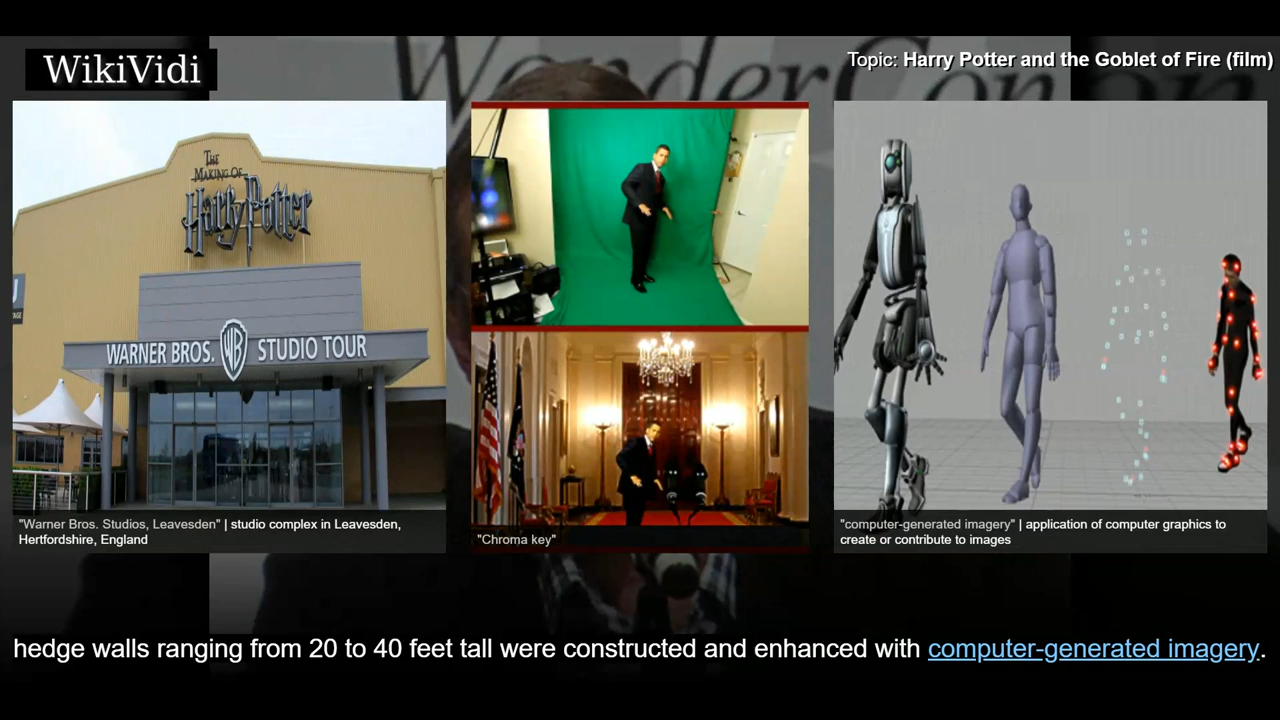 WikiVidi
Topic: Harry Potter and the Goblet of Fire (film)
WonderCon
THE
MAKING OF
Harry Potter
WARNER BROS. WB STUDIO TOUR
"Warner Bros. Studios, Leavesden" | studio complex in Leavesden,
Hertfordshire, England
"Chroma key"
"computer-generated imagery" | application of computer graphics to
create or contribute to images
hedge walls ranging from 20 to 40 feet tall were constructed and enhanced with computer-generated imagery.